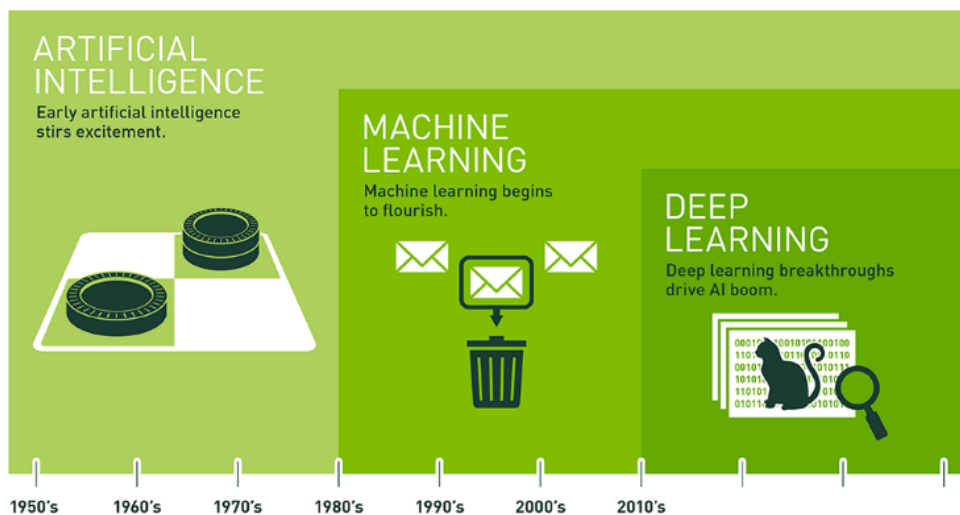 ARTIFICIAL
INTELLIGENCE
Early artificial intelligence
stirs excitement.
MACHINE
LEARNING
Machine learning begins
to flourish.
DEEP
LEARNING
Deep learning breakthroughs
drive AI boom.
1950's
1960's
1970's
1980's
1990's
2000's
2010's